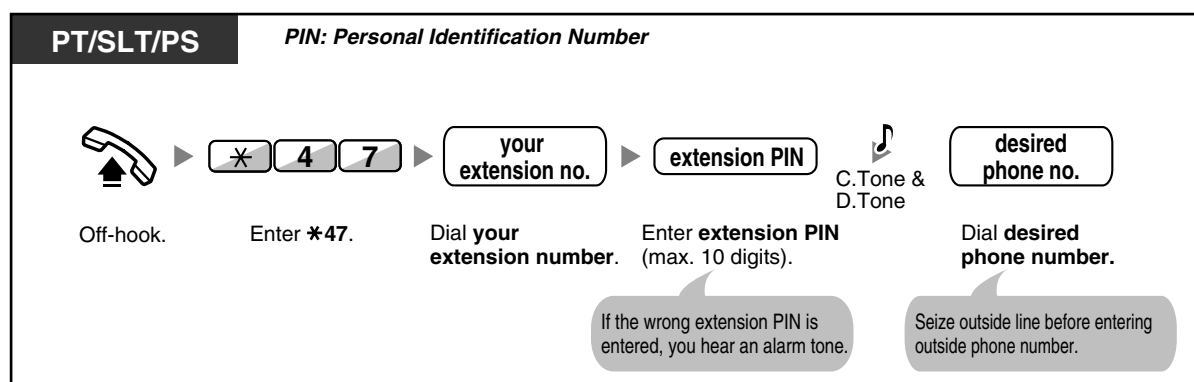 PT/SLT/PS
PIN: Personal Identification Number
* 4 7
your
extension no.
extension PIN
C.Tone &
D.Tone
desired
phone no.
Off-hook.
Enter *47.
Dial your
extension number.
Enter extension PIN
(max. 10 digits).
Dial desired
phone number.
If the wrong extension PIN is
entered, you hear an alarm tone.
Seize outside line before entering
outside phone number.